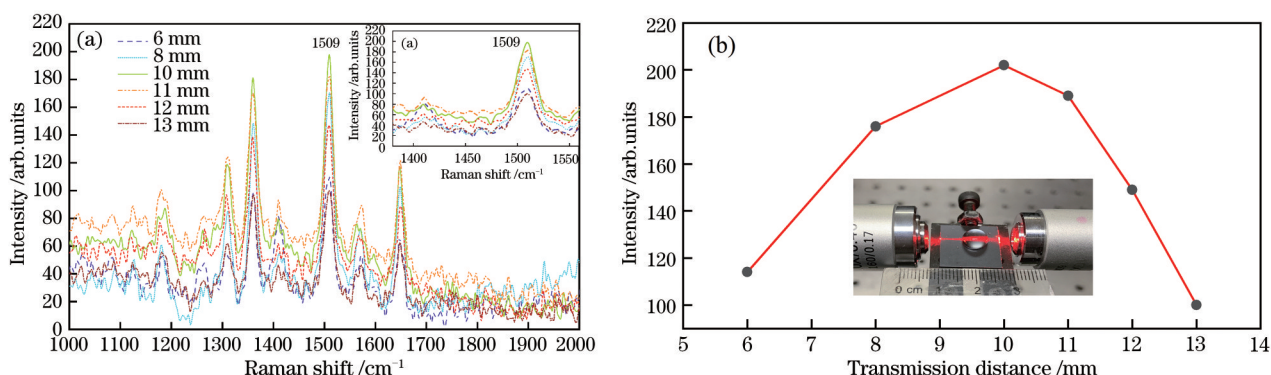 (a)
6 mm
8 mm
10 mm
11 mm
12 mm
13 mm
1509
220
200
180
160
140
120
100
80
60
40
20
0
Intensity /arb.units
1000 1100 1200 1300 1400 1500 1600 1700 1800 1900 2000
Raman shift /cm⁻¹
(a)
1509
220
200
180
160
140
120
100
80
60
40
20
0
Intensity /arb.units
1400 1450 1500 1550
Raman shift /cm⁻¹
(b)
220
200
180
160
140
120
100
Intensity /arb.units
5 6 7 8 9 10 11 12 13 14
Transmission distance /mm
0 cm 1 2 3